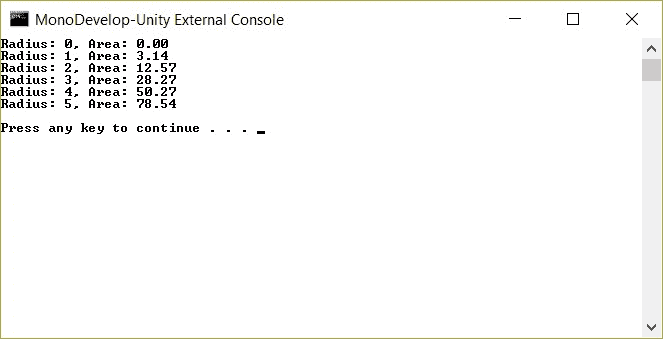 MonoDevelop-Unity External Console
Radius: 0, Area: 0.00
Radius: 1, Area: 3.14
Radius: 2, Area: 12.57
Radius: 3, Area: 28.27
Radius: 4, Area: 50.27
Radius: 5, Area: 78.54
Press any key to continue . . .